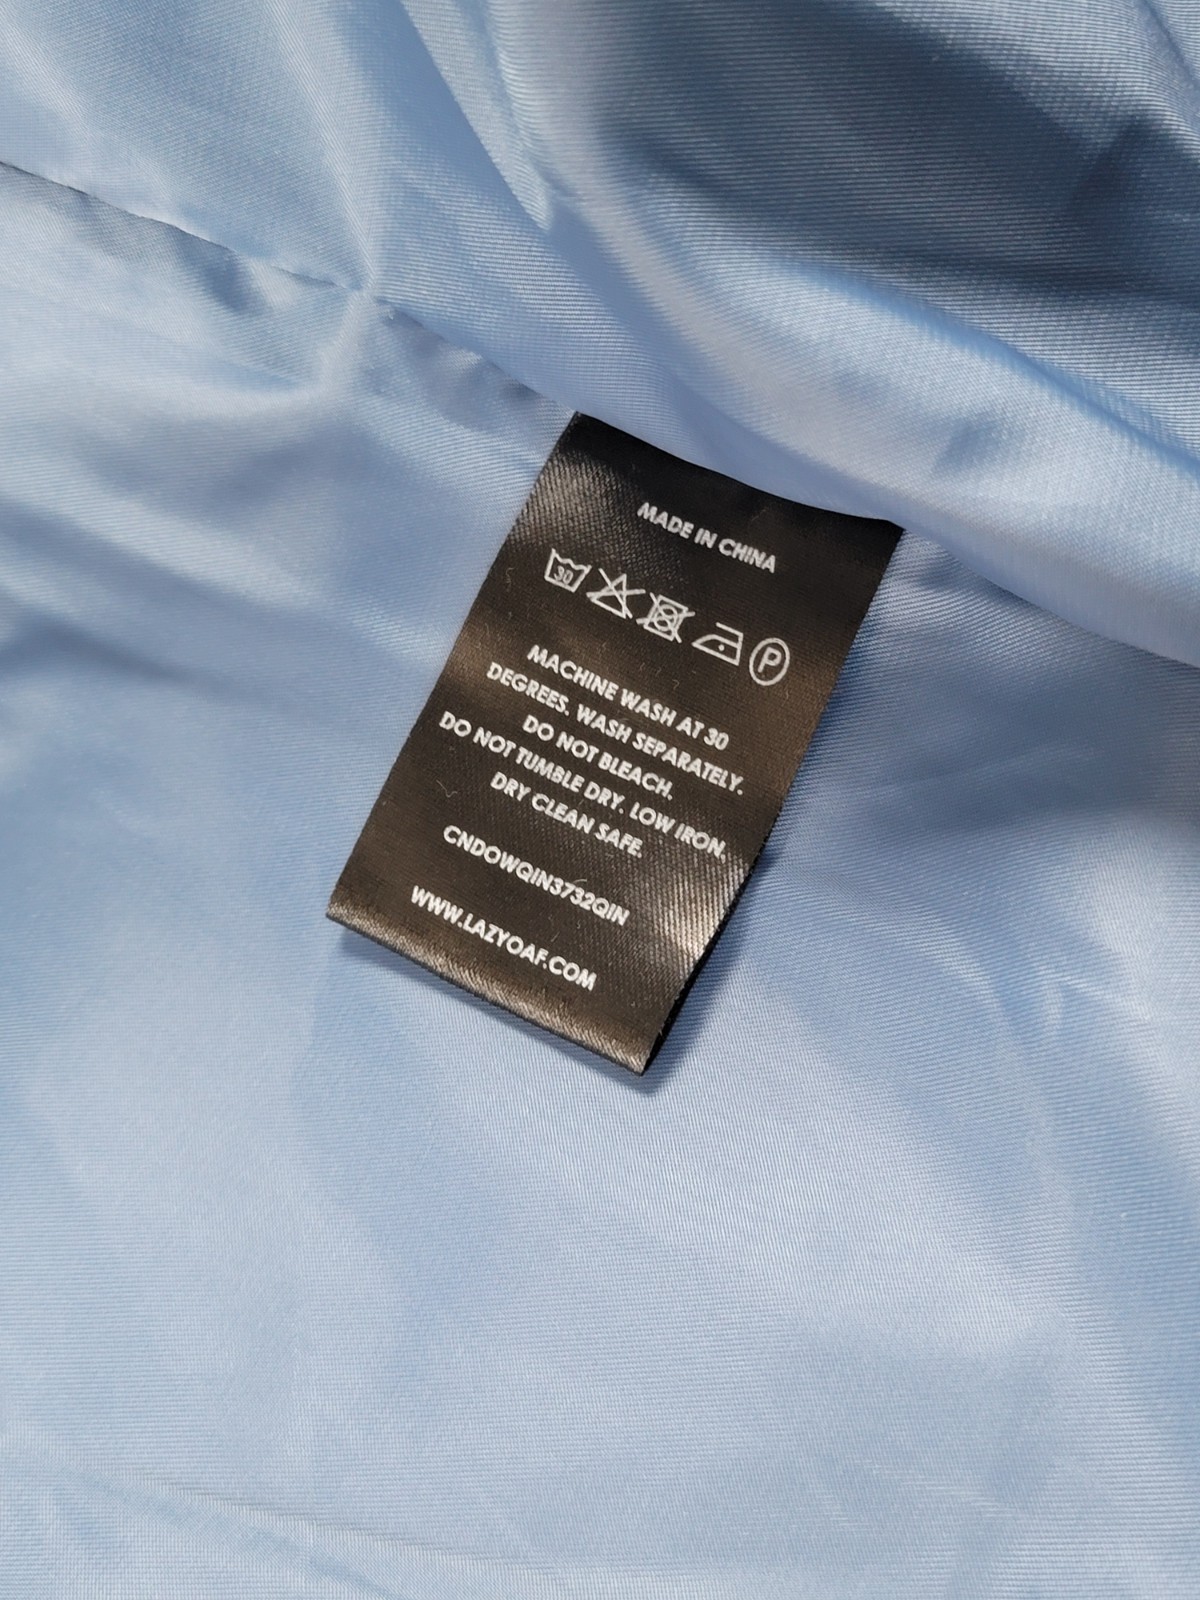 MADE IN CHINA
30 P
MACHINE WASH AT 30
DEGREES. WASH SEPARATELY.
DO NOT BLEACH.
DO NOT TUMBLE DRY. LOW IRON.
DRY CLEAN SAFE.
CNDOWQIN3732QIN
WWW.LAZYOAF.COM